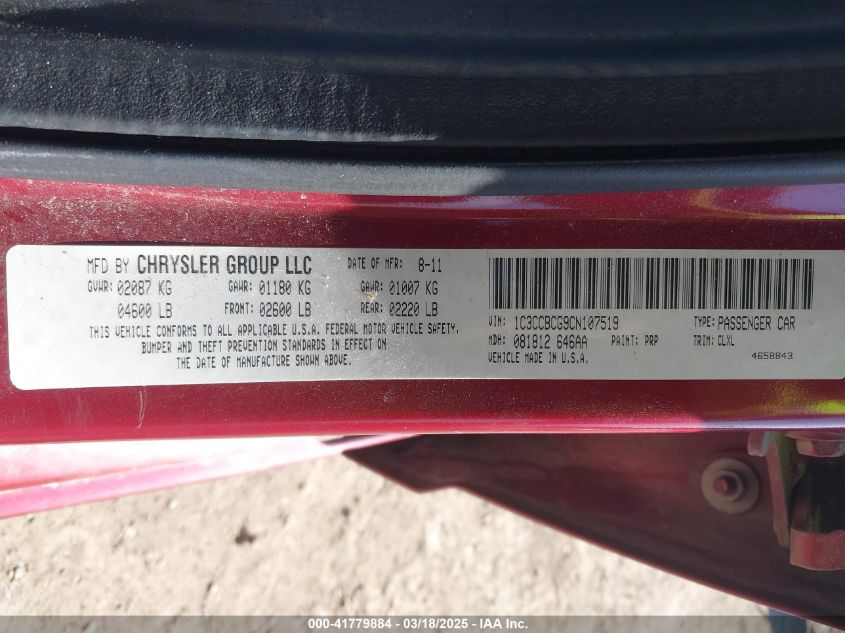 MFD BY CHRYSLER GROUP LLC DATE OF MFR: 8-11
GVWR: 02087 KG GAWR: 01180 KG GAWR: 01007 KG
04600 LB FRONT: 02600 LB REAR: 02220 LB
THIS VEHICLE CONFORMS TO ALL APPLICABLE U.S.A. FEDERAL MOTOR VEHICLE SAFETY,
BUMPER AND THEFT PREVENTION STANDARDS IN EFFECT ON
THE DATE OF MANUFACTURE SHOWN ABOVE.
VIN: 1C3CCBCG9CN107519 TYPE: PASSENGER CAR
MDH: 081812 646AA PAINT: PRP TRIM: CLXL
VEHICLE MADE IN U.S.A. 4658843
000-41779884 — 03/18/2025 — IAA Inc.